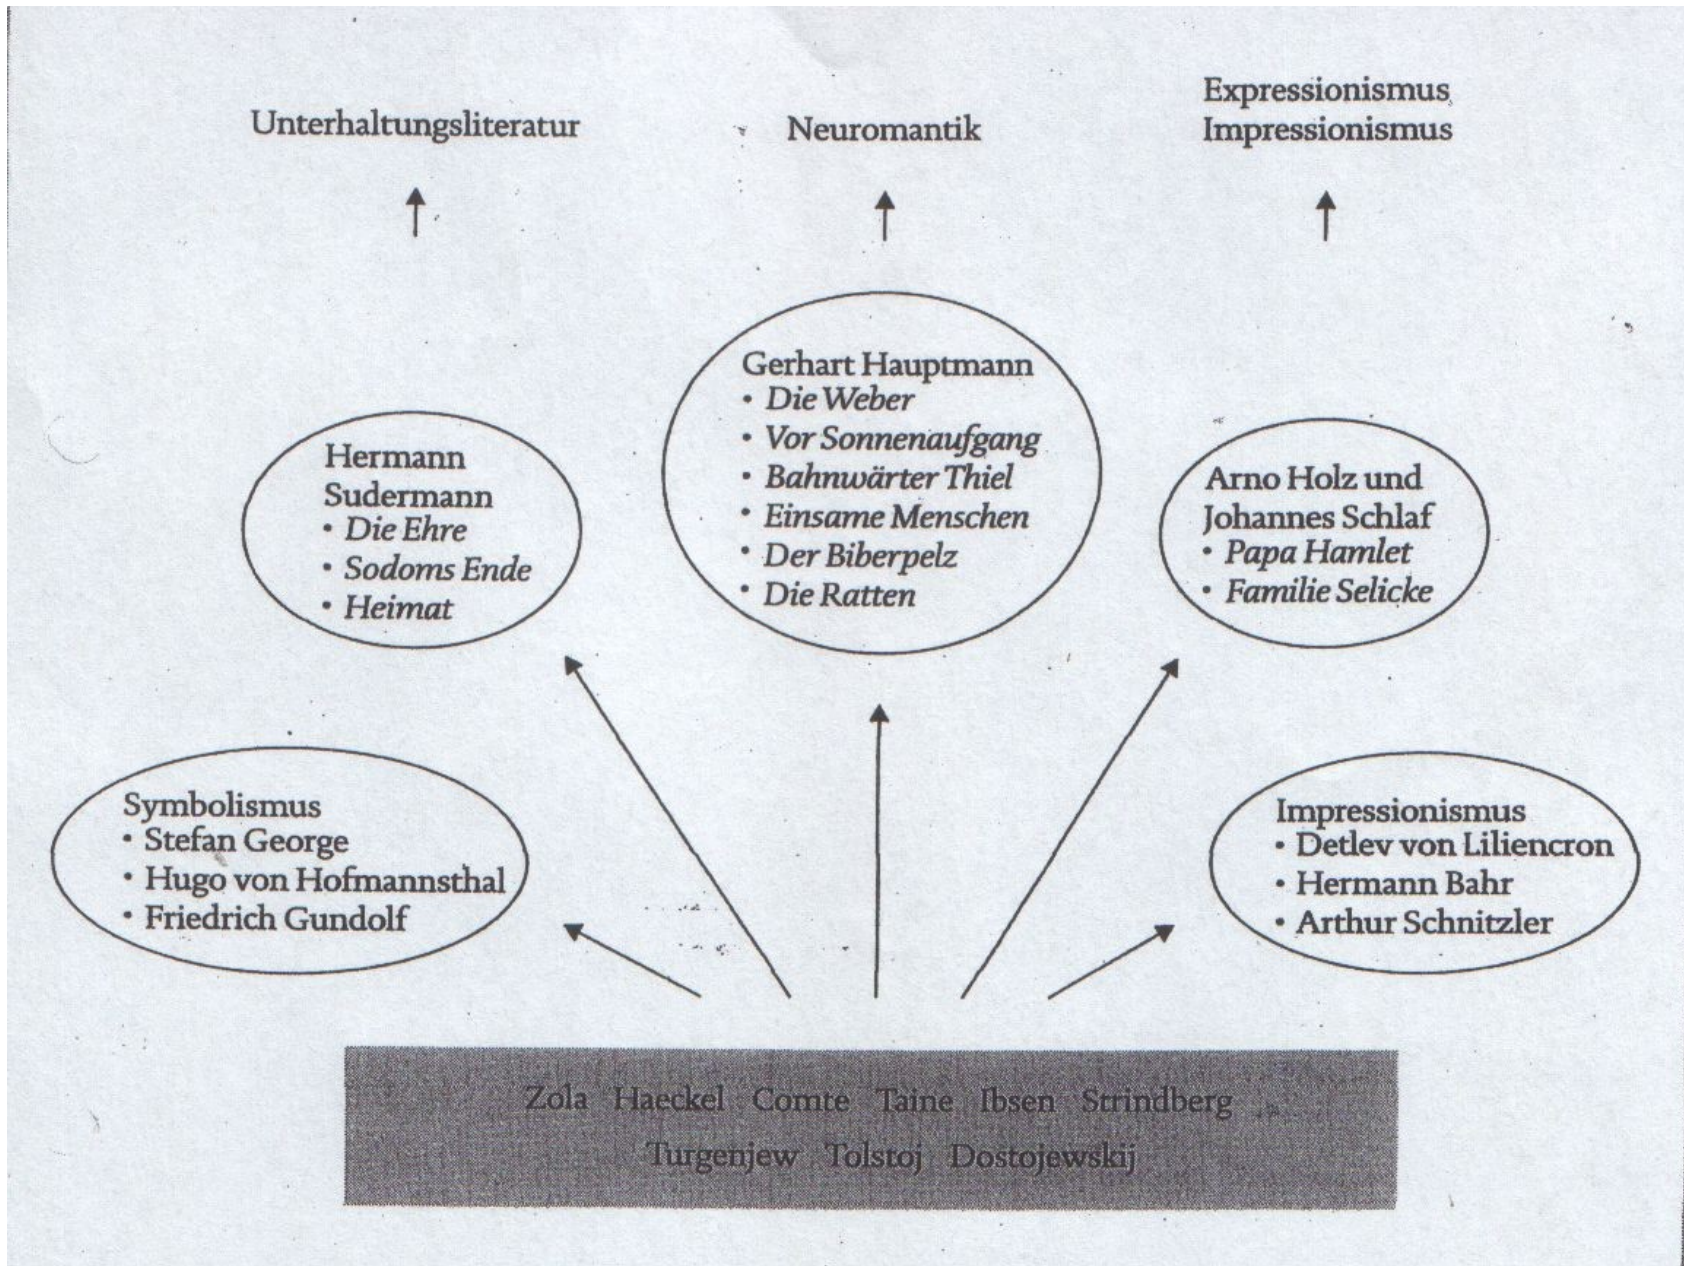 Unterhaltungsliteratur
Neuromantik
Expressionismus
Impressionismus
Hermann
Sudermann
• Die Ehre
• Sodoms Ende
• Heimat
Gerhart Hauptmann
• Die Weber
• Vor Sonnenaufgang
• Bahnwärter Thiel
• Einsame Menschen
• Der Biberpelz
• Die Ratten
Arno Holz und
Johannes Schlaf
• Papa Hamlet
• Familie Selicke
Symbolismus
• Stefan George
• Hugo von Hofmannsthal
• Friedrich Gundolf
Impressionismus
• Detlev von Liliencron
• Hermann Bahr
• Arthur Schnitzler
Zola Haeckel Comte Taine Ibsen Strindberg
Turgenjew Tolstoj Dostojewskij